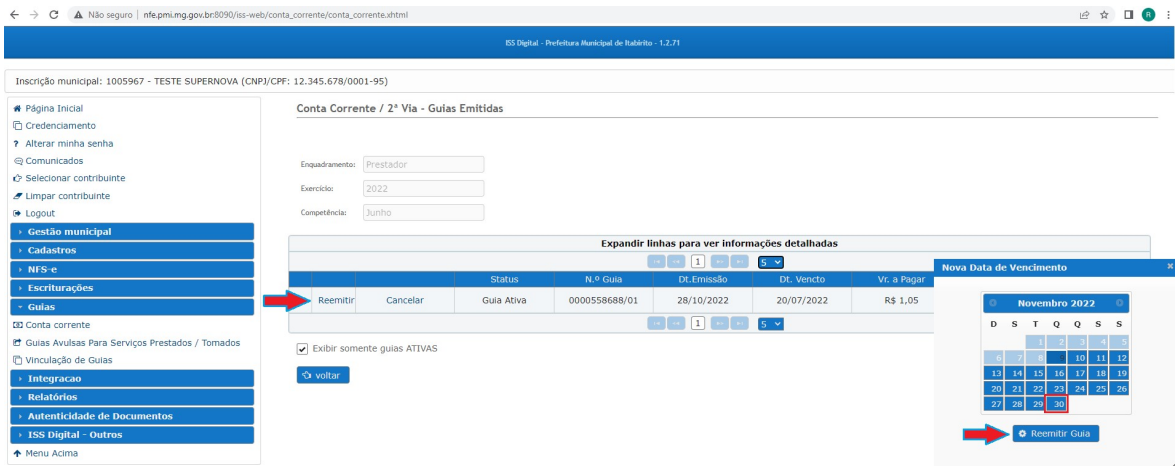 Não seguro | nfe.pmi.mg.gov.br:8090/iss-web/conta_corrente/conta_corrente.xhtml
R
ISS Digital - Prefeitura Municipal de Itabirito - 1.2.71
Inscrição municipal: 1005967 - TESTE SUPERNOVA (CNPJ/CPF: 12.345.678/0001-95)
Página Inicial
Credenciamento
? Alterar minha senha
Comunicados
Selecionar contribuinte
Limpar contribuinte
Logout
Gestão municipal
Cadastros
NFS-e
Escriturações
Guias
Conta corrente
Guias Avulsas Para Serviços Prestados / Tomados
Vinculação de Guias
Integracao
Relatórios
Autenticidade de Documentos
ISS Digital - Outros
Menu Acima
Conta Corrente / 2ª Via - Guias Emitidas
Enquadramento: Prestador
Exercício: 2022
Competência: Junho
Expandir linhas para ver informações detalhadas
1 5
Status N.º Guia Dt.Emissão Dt. Vencto Vr. a Pagar
Reemitir Cancelar Guia Ativa 0000558688/01 28/10/2022 20/07/2022 R$ 1,05
1 5
Exibir somente guias ATIVAS
voltar
Nova Data de Vencimento
Novembro 2022
D S T Q Q S S
1 2 3 4 5
6 7 8 9 10 11 12
13 14 15 16 17 18 19
20 21 22 23 24 25 26
27 28 29 30
Reemitir Guia